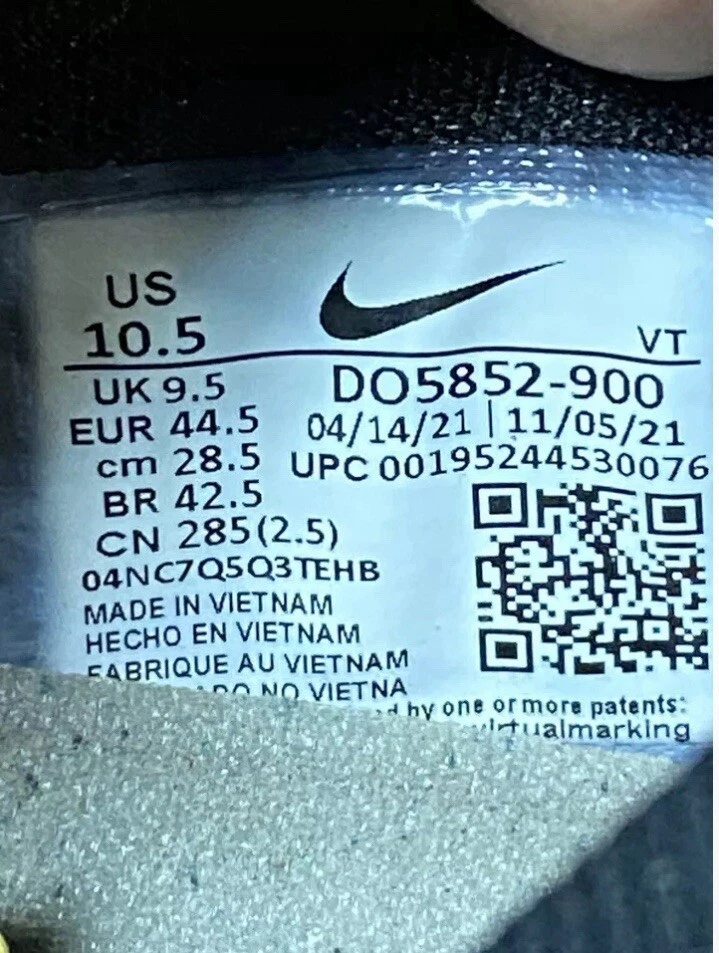 US
10.5
VT
UK 9.5
DO5852-900
EUR 44.5
04/14/21 | 11/05/21
cm 28.5
UPC 00195244530076
BR 42.5
CN 285(2.5)
04NC7Q5Q3TEHB
MADE IN VIETNAM
HECHO EN VIETNAM
FABRIQUE AU VIETNAM
NO VIETNA
by one or more patents:
virtualmarking